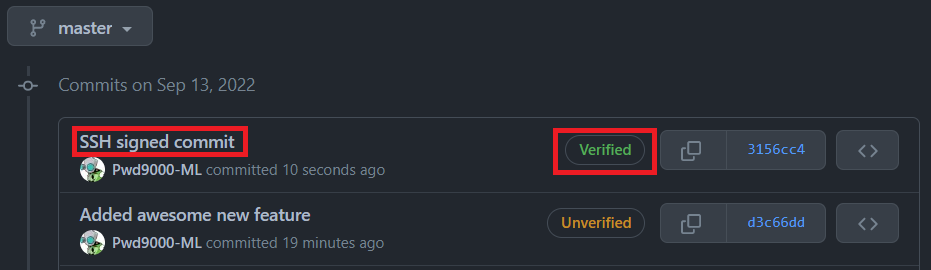 master
Commits on Sep 13, 2022
SSH signed commit
Verified
3156cc4
Pwd9000-ML committed 10 seconds ago
Added awesome new feature
Unverified
d3c66dd
Pwd9000-ML committed 19 minutes ago